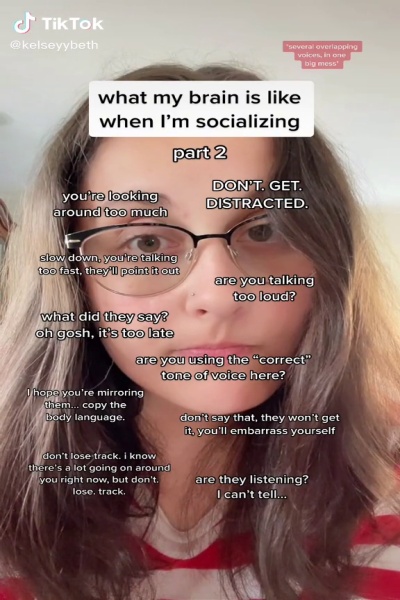 TikTok
@kelseyybeth
*several overlapping
voices, in one
big mess*
what my brain is like
when I'm socializing
part 2
you're looking
around too much
DON'T. GET.
DISTRACTED.
slow down, you're talking
too fast, they'll point it out
are you talking
too loud?
what did they say?
oh gosh, it's too late
are you using the "correct"
tone of voice here?
I hope you're mirroring
them... copy the
body language.
don't say that, they won't get
it, you'll embarrass yourself
don't lose track. i know
there's a lot going on around
you right now, but don't.
lose. track.
are they listening?
I can't tell...